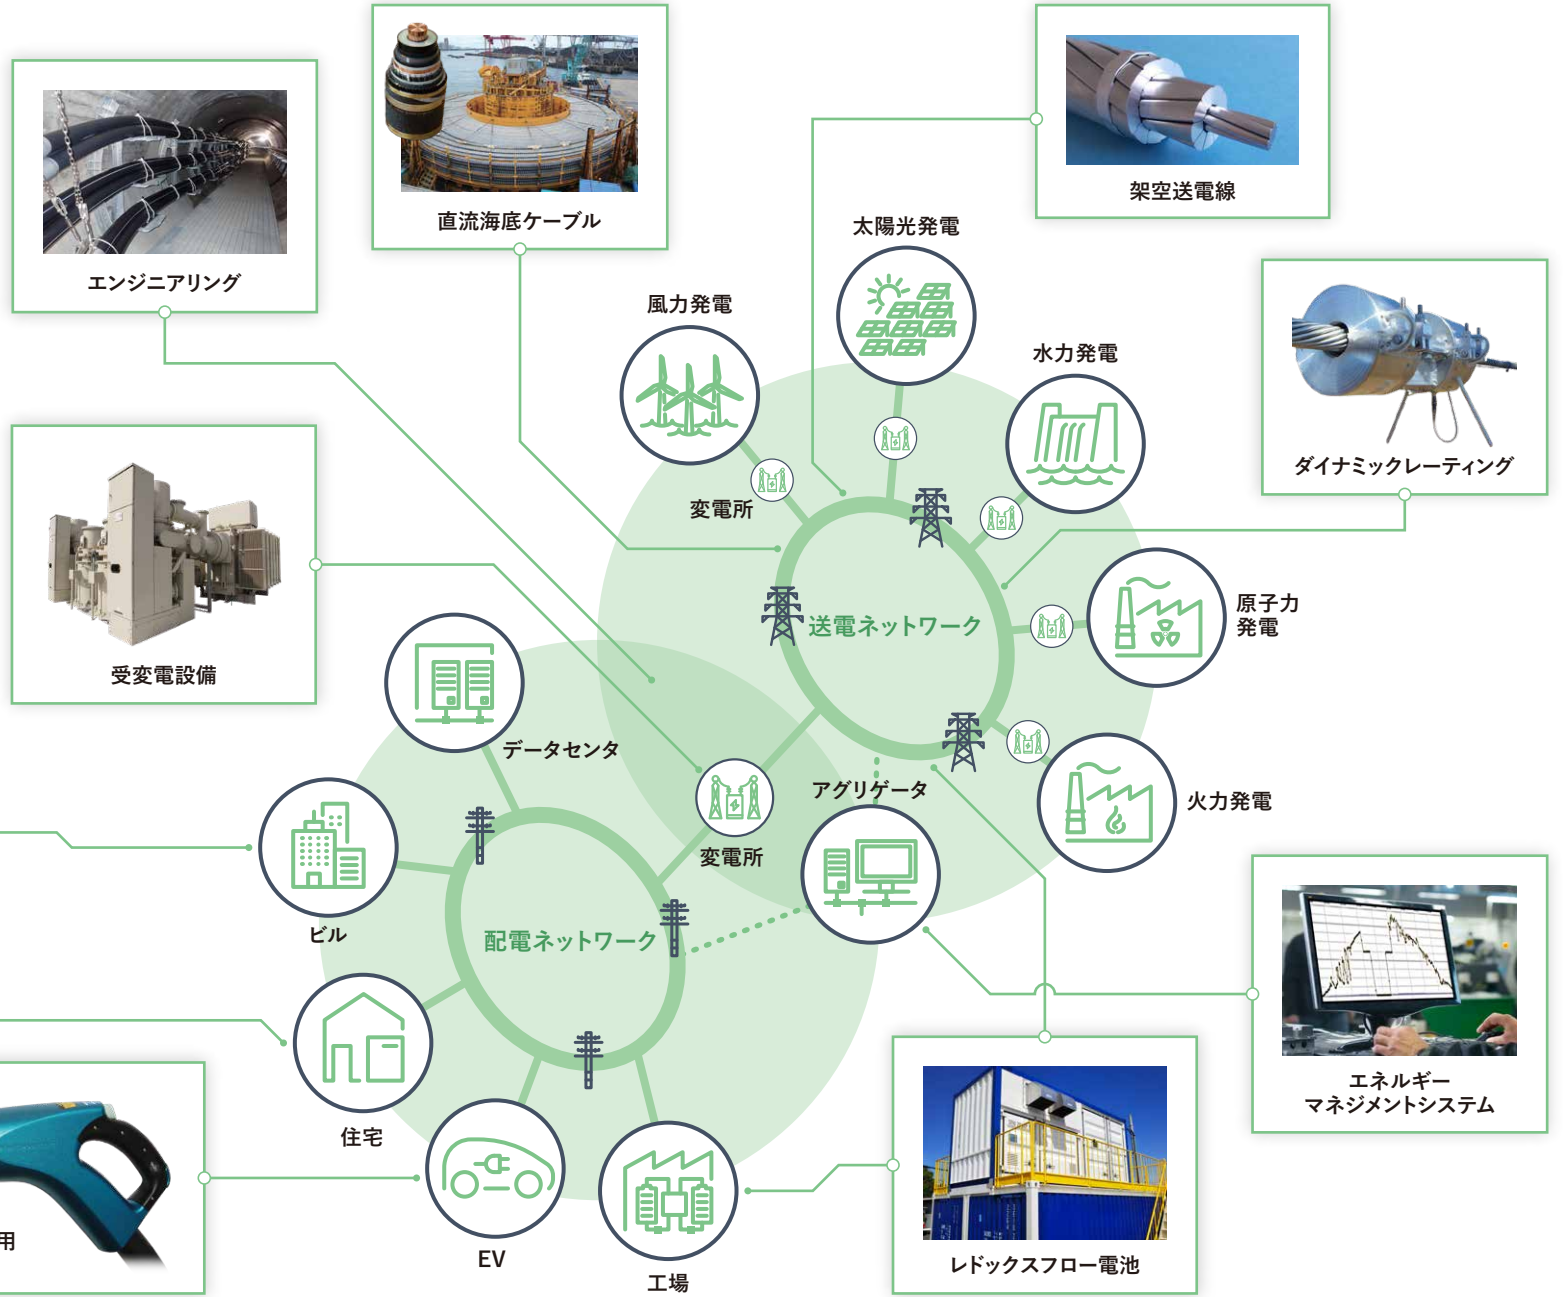 直流海底ケーブル
架空送電線
エンジニアリング
太陽光発電
風力発電
水力発電
ダイナミックレーティング
変電所
原子力
発電
送電ネットワーク
受変電設備
データセンタ
アグリゲータ
火力発電
変電所
ビル
配電ネットワーク
エネルギー
マネジメントシステム
住宅
用
EV
工場
レドックスフロー電池